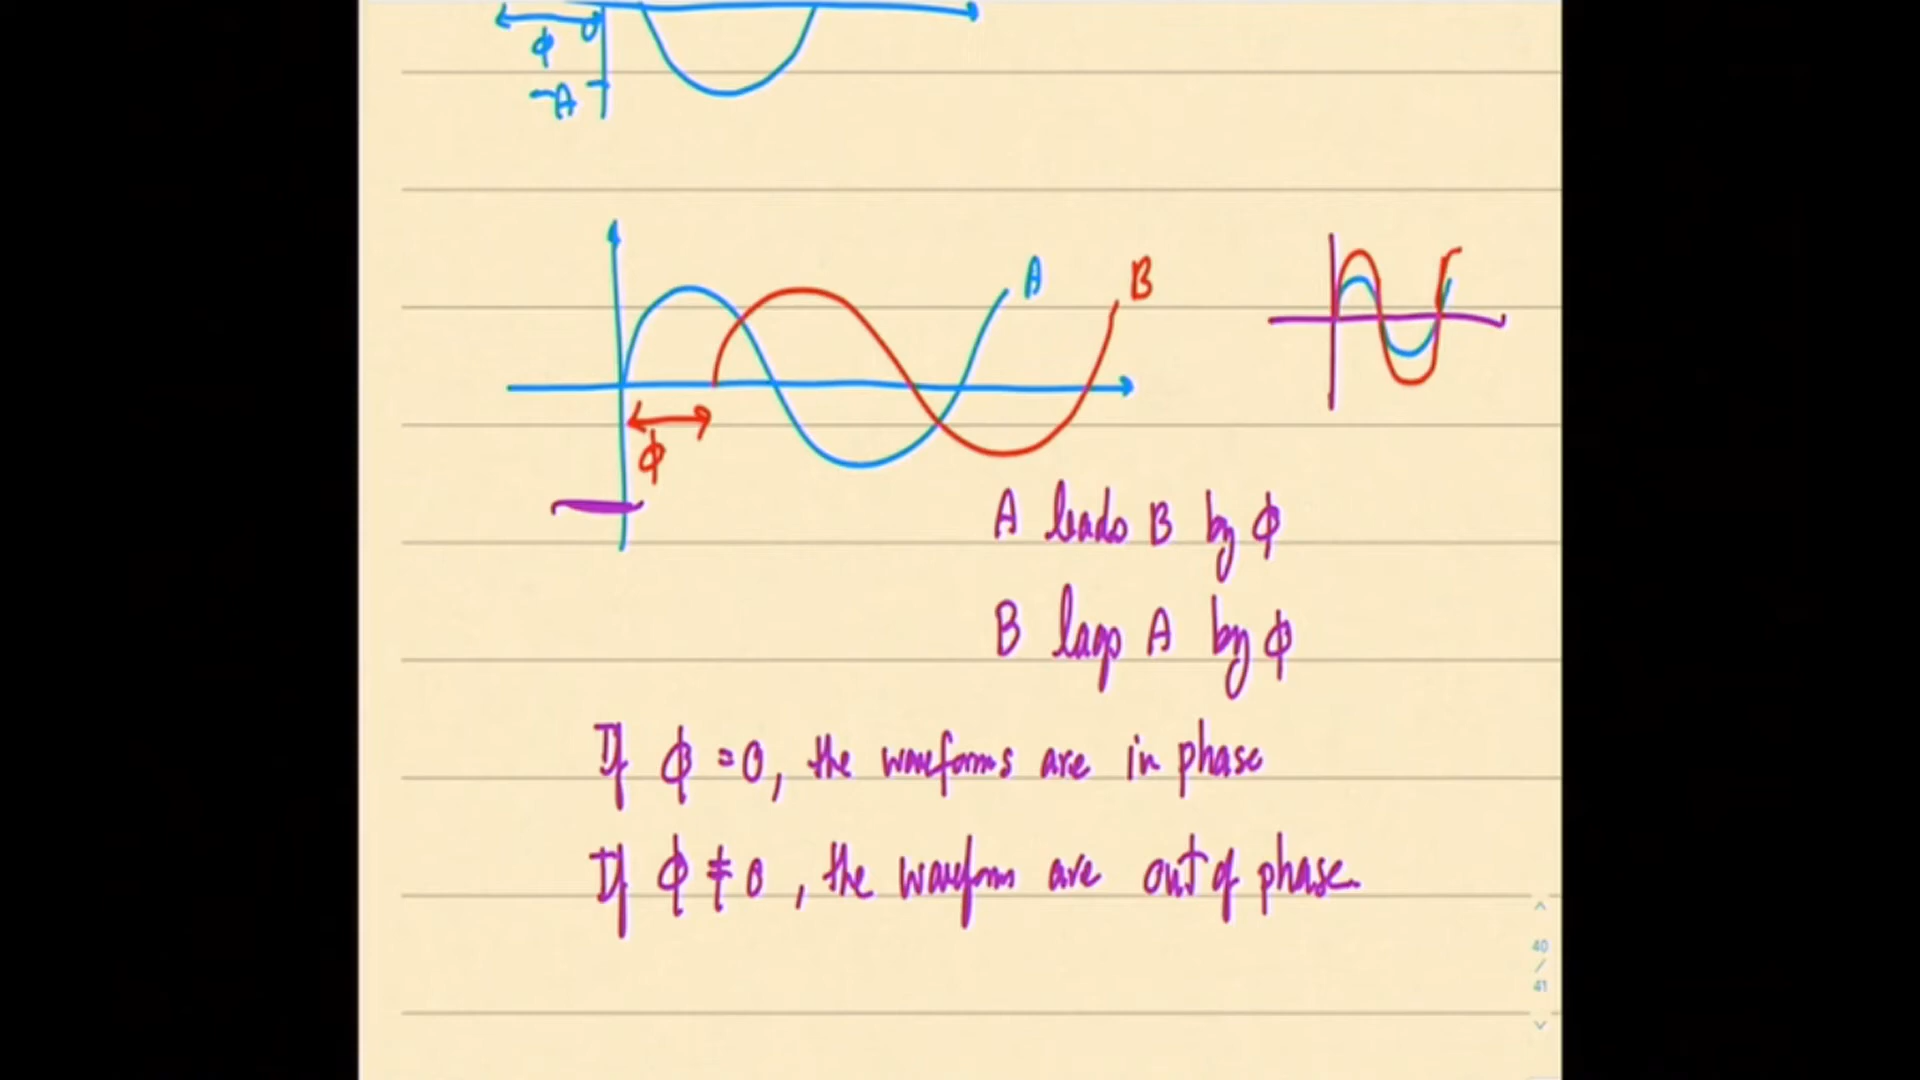 ϕ 0
-A
A B
ϕ
A leads B by ϕ
B lags A by ϕ
If ϕ = 0, the waveforms are in phase
If ϕ ≠ 0, the waveform are out of phase.
40
/
41